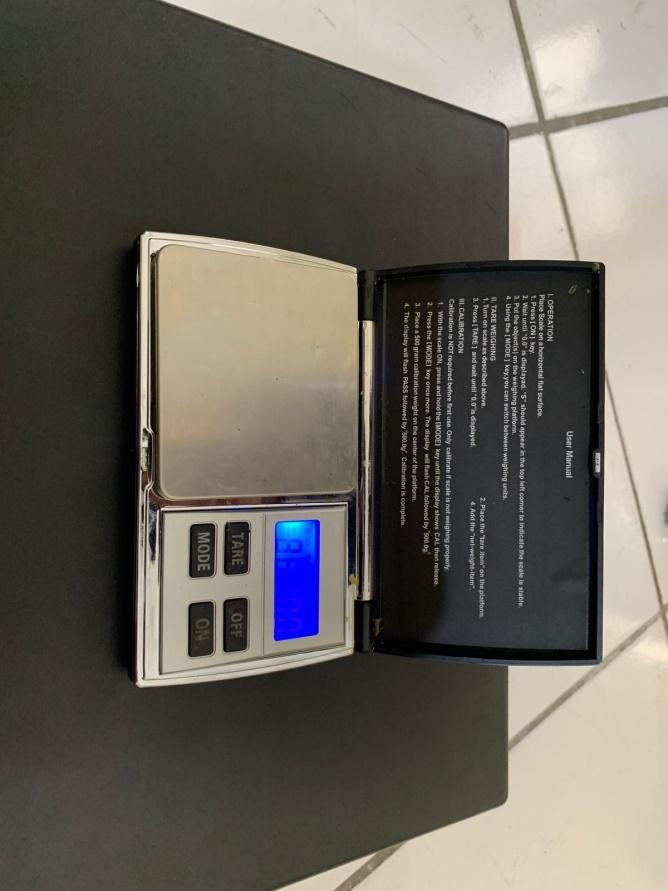 User Manual
I. OPERATION
Place Scale on a horizontal flat surface.
1. Press [ ON ] key.
2. Wait until "0.0" is displayed. "S" should appear in the top left corner to indicate the scale is stable.
3. Put the object(s) on the weighing platform.
4. Using the [ MODE ] key you can switch between weighing units.
II. TARE WEIGHING
1. Turn on scale as described above.
2. Place the "tare item" on the platform.
3. Press [TARE] and wait until "0.0" is displayed.
4. Add the "net-weight-item".
III. CALIBRATION
Calibration is NOT required before first use. Only calibrate if scale is not weighing properly.
1. With the scale ON, press and hold the [MODE] key until the display shows CAL then release.
2. Press the [MODE] key once more. The display will flash CAL followed by "500.0g".
3. Place a 500 gram calibration weight on the center of the platform.
4. The display will flash PASS followed by "500.0g". Calibration is complete.
TARE
OFF
MODE
ON